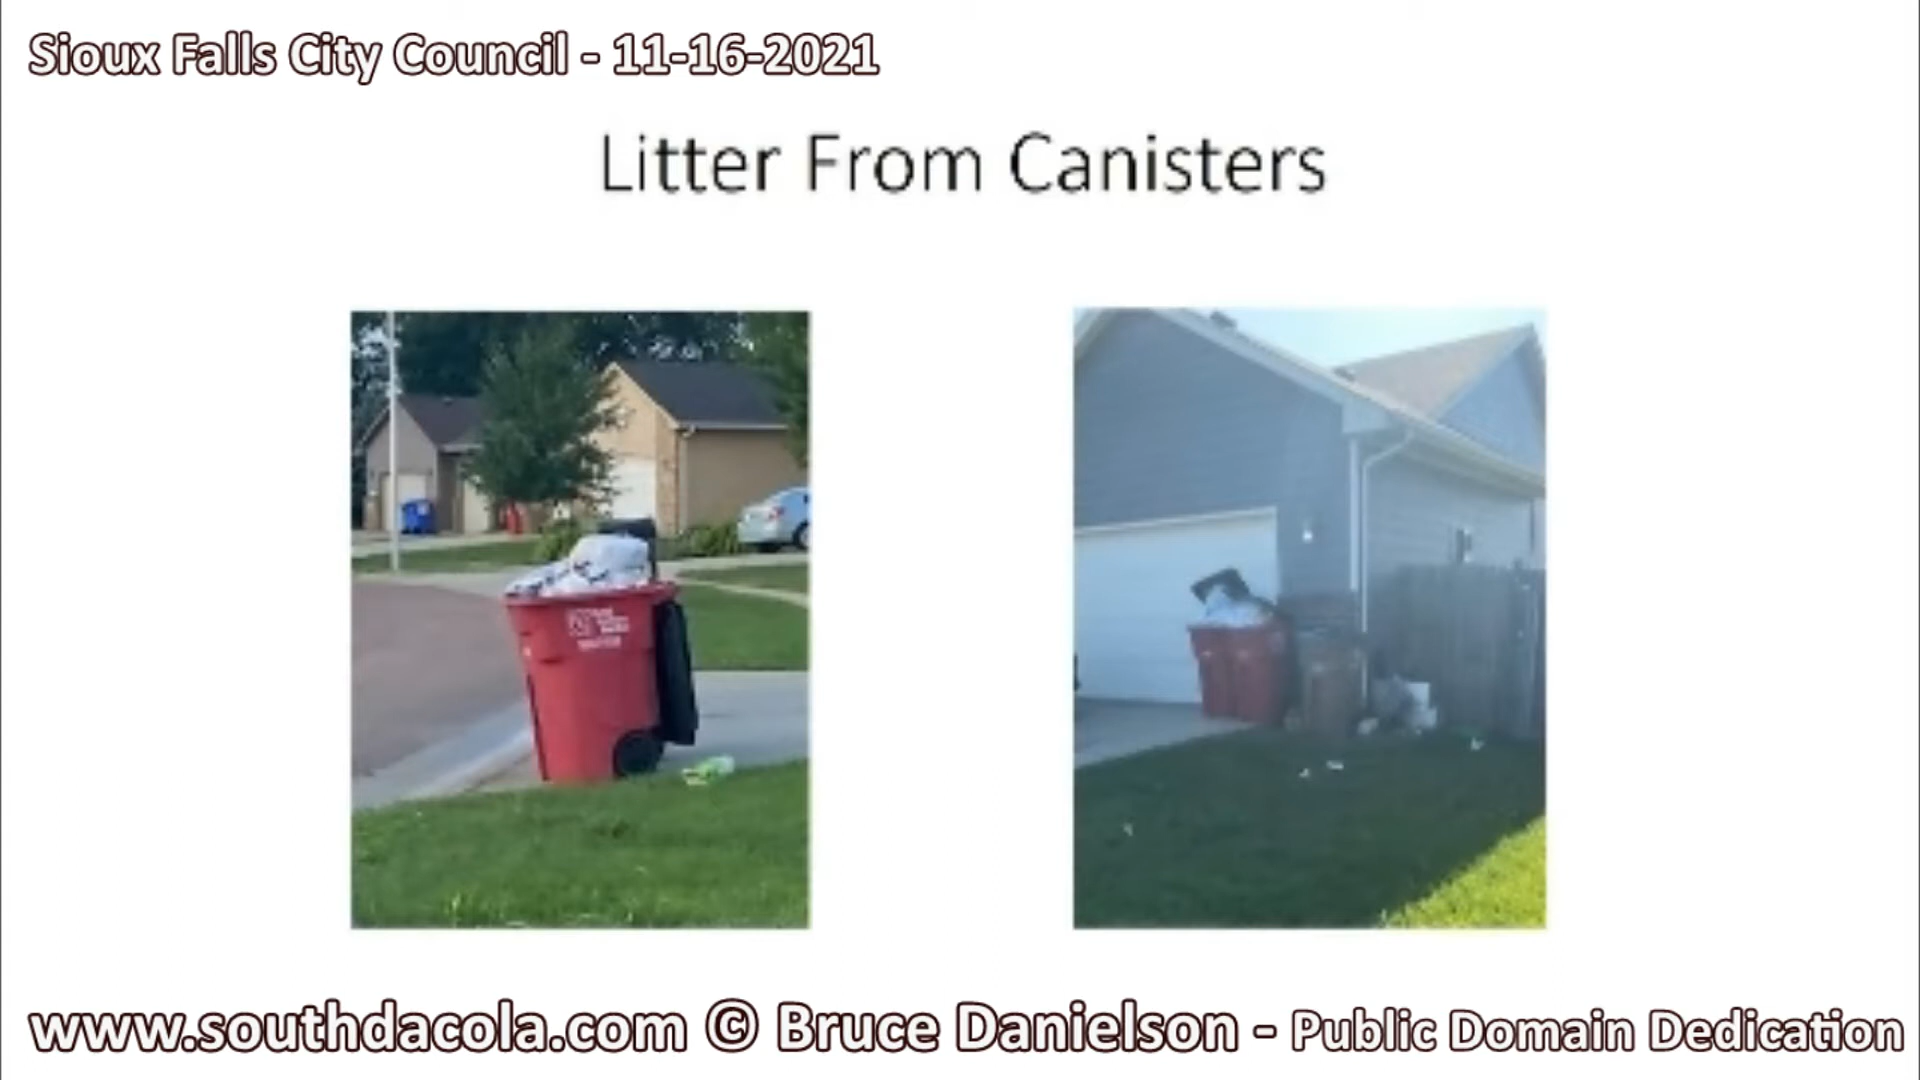 Sioux Falls City Council - 11-16-2021
Litter From Canisters
www.southdacola.com © Bruce Danielson - Public Domain Dedication